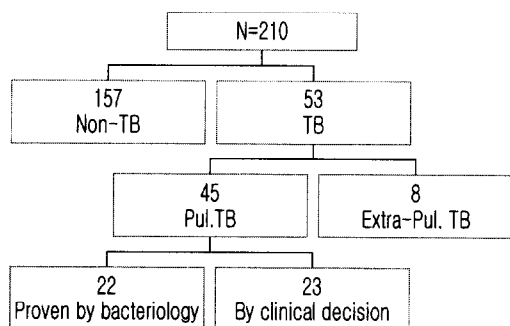 N=210
157
Non-TB
53
TB
45
Pul.TB
8
Extra-Pul. TB
22
Proven by bacteriology
23
By clinical decision